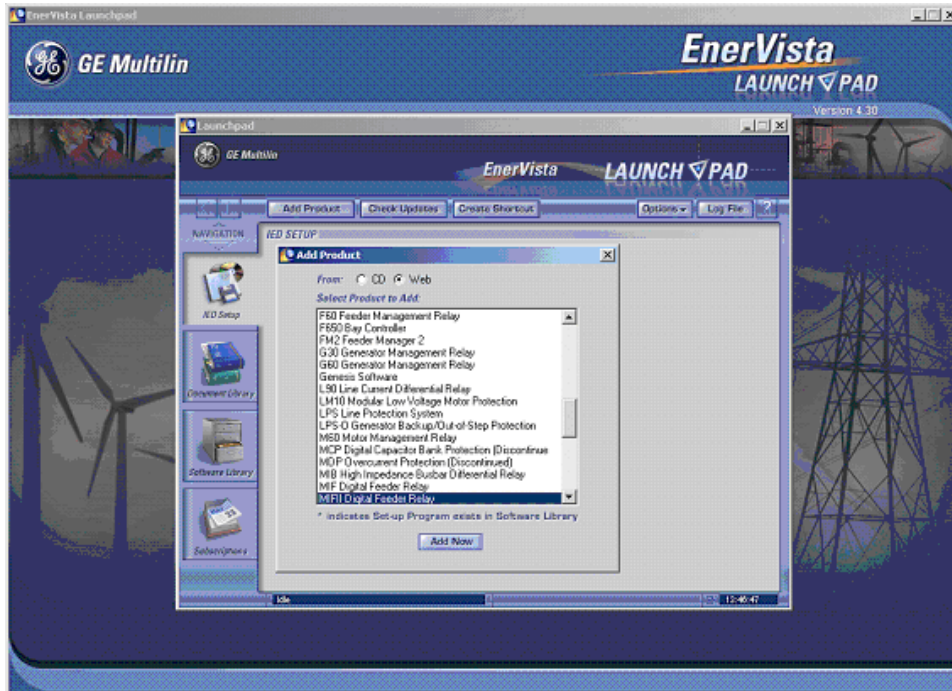 EnerVista Launchpad
GE Multilin
EnerVista
LAUNCH PAD
Version 4.30
Launchpad
GE Multilin
EnerVista LAUNCH PAD
Add Product Check Updates Create Shortcut Options Log File ?
NAVIGATION
IED SETUP
Add Product
From: CD Web
Select Product to Add:
F60 Feeder Management Relay
F650 Bay Controller
FM2 Feeder Manager 2
G30 Generator Management Relay
G60 Generator Management Relay
Genesis Software
L90 Line Current Differential Relay
LM10 Modular Low Voltage Motor Protection
LPS Line Protection System
LPS-O Generator Backup/Out-of-Step Protection
M60 Motor Management Relay
MCP Digital Capacitor Bank Protection (Discontinue
MDP Overcurrent Protection (Discontinued)
MIB High Impedance Busbar Differential Relay
MIF Digital Feeder Relay
MIFII Digital Feeder Relay
* indicates Set-up Program exists in Software Library
Add Now
IED Setup
Document Library
Software Library
Subscriptions
Idle
12:46:47